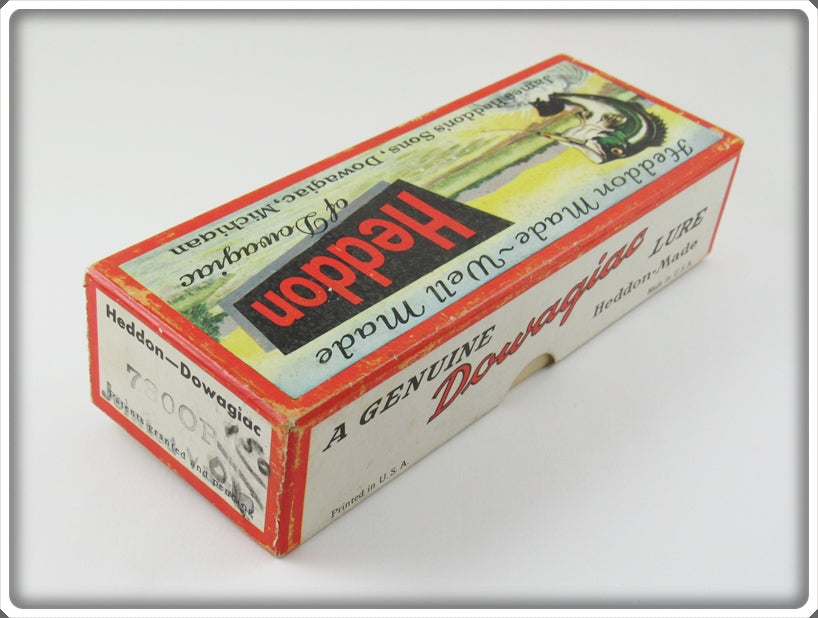 Heddon Made~Well Made
Heddon
of Dowagiac
James Heddon's Sons, Dowagiac, Michigan
A GENUINE
Dowagiac
LURE
Heddon-Made
Made in U.S.A.
Printed in U.S.A.
Heddon—Dowagiac
Patents granted and pending